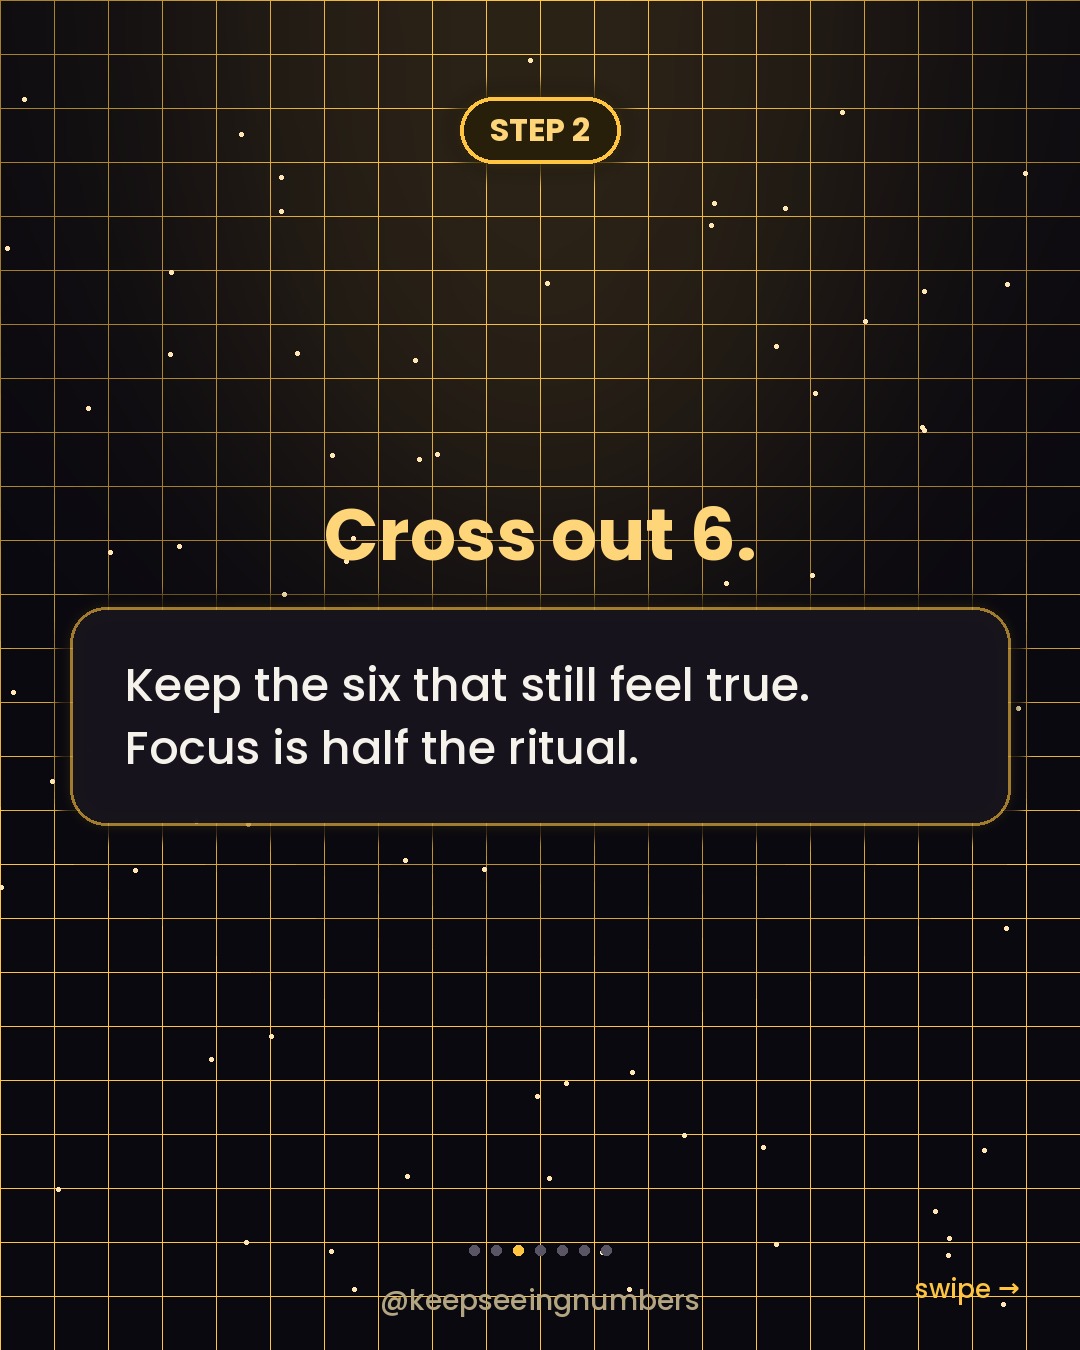 STEP 2
Cross out 6.
Keep the six that still feel true.
Focus is half the ritual.
@keepseeingnumbers
swipe →